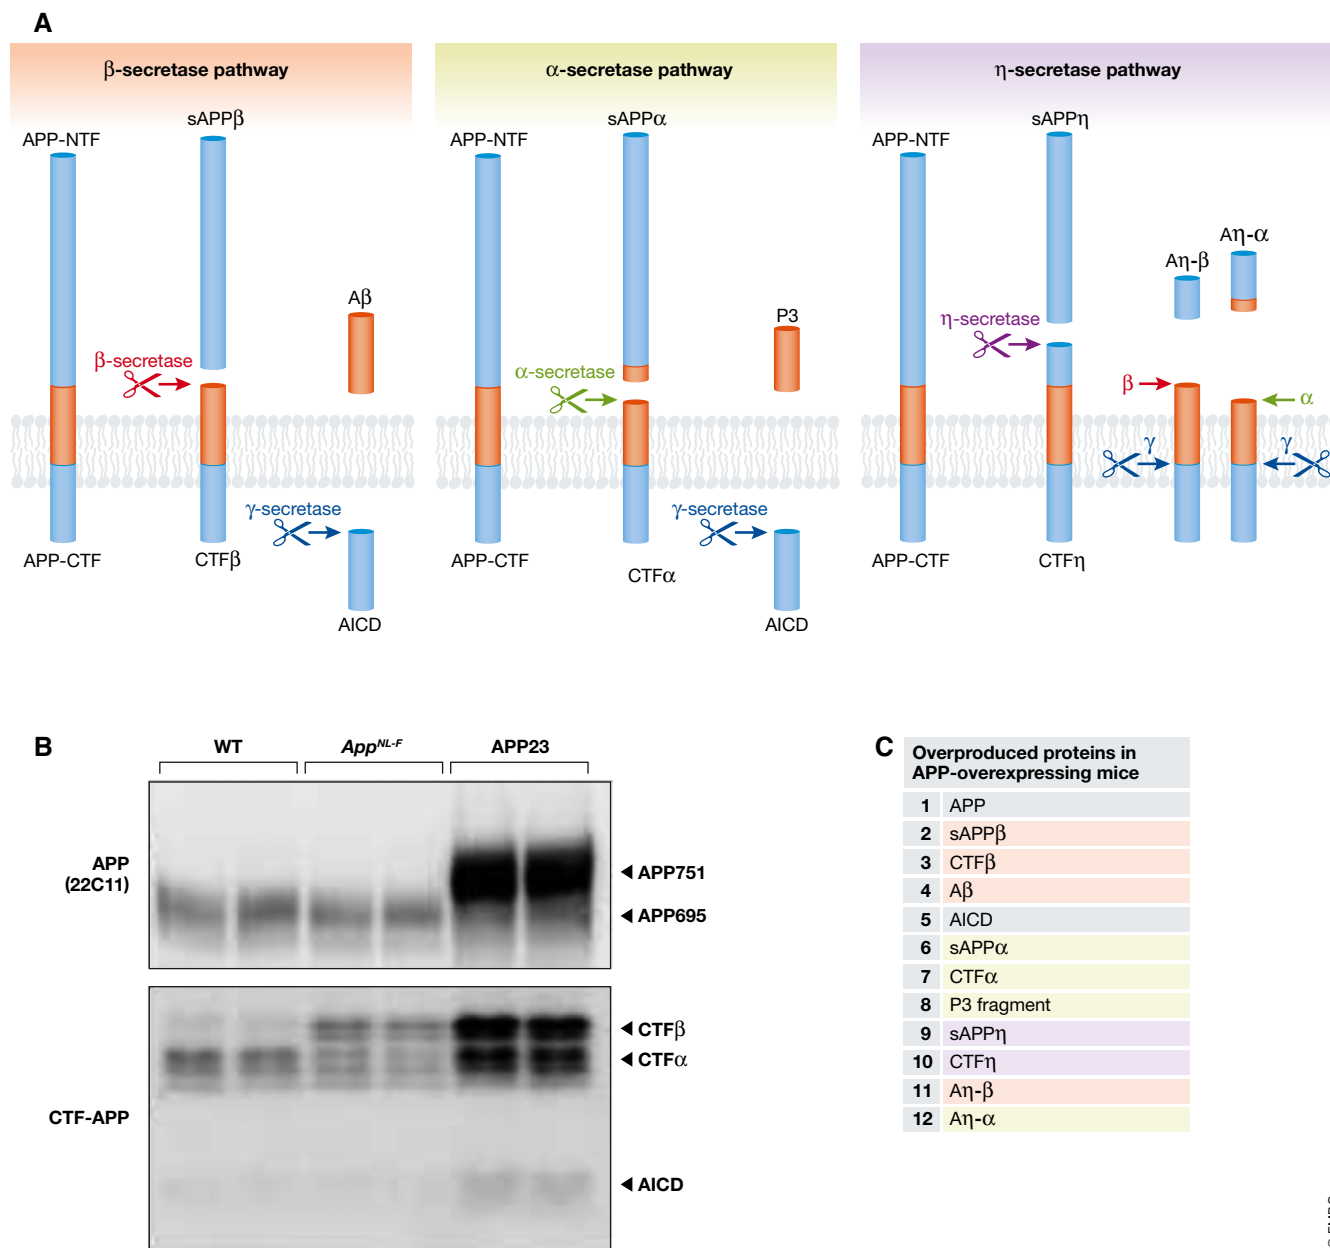 A
β-secretase pathway
APP-NTF
sAPPβ
Aβ
β-secretase
γ-secretase
APP-CTF
CTFβ
AICD
α-secretase pathway
APP-NTF
sAPPα
P3
α-secretase
γ-secretase
APP-CTF
CTFα
AICD
η-secretase pathway
APP-NTF
sAPPη
Aη-β
Aη-α
η-secretase
β
α
γ
γ
APP-CTF
CTFη
B
WT
App^NL-F
APP23
APP
(22C11)
APP751
APP695
CTF-APP
CTFβ
CTFα
AICD
C
Overproduced proteins in
APP-overexpressing mice
1 APP
2 sAPPβ
3 CTFβ
4 Aβ
5 AICD
6 sAPPα
7 CTFα
8 P3 fragment
9 sAPPη
10 CTFη
11 Aη-β
12 Aη-α